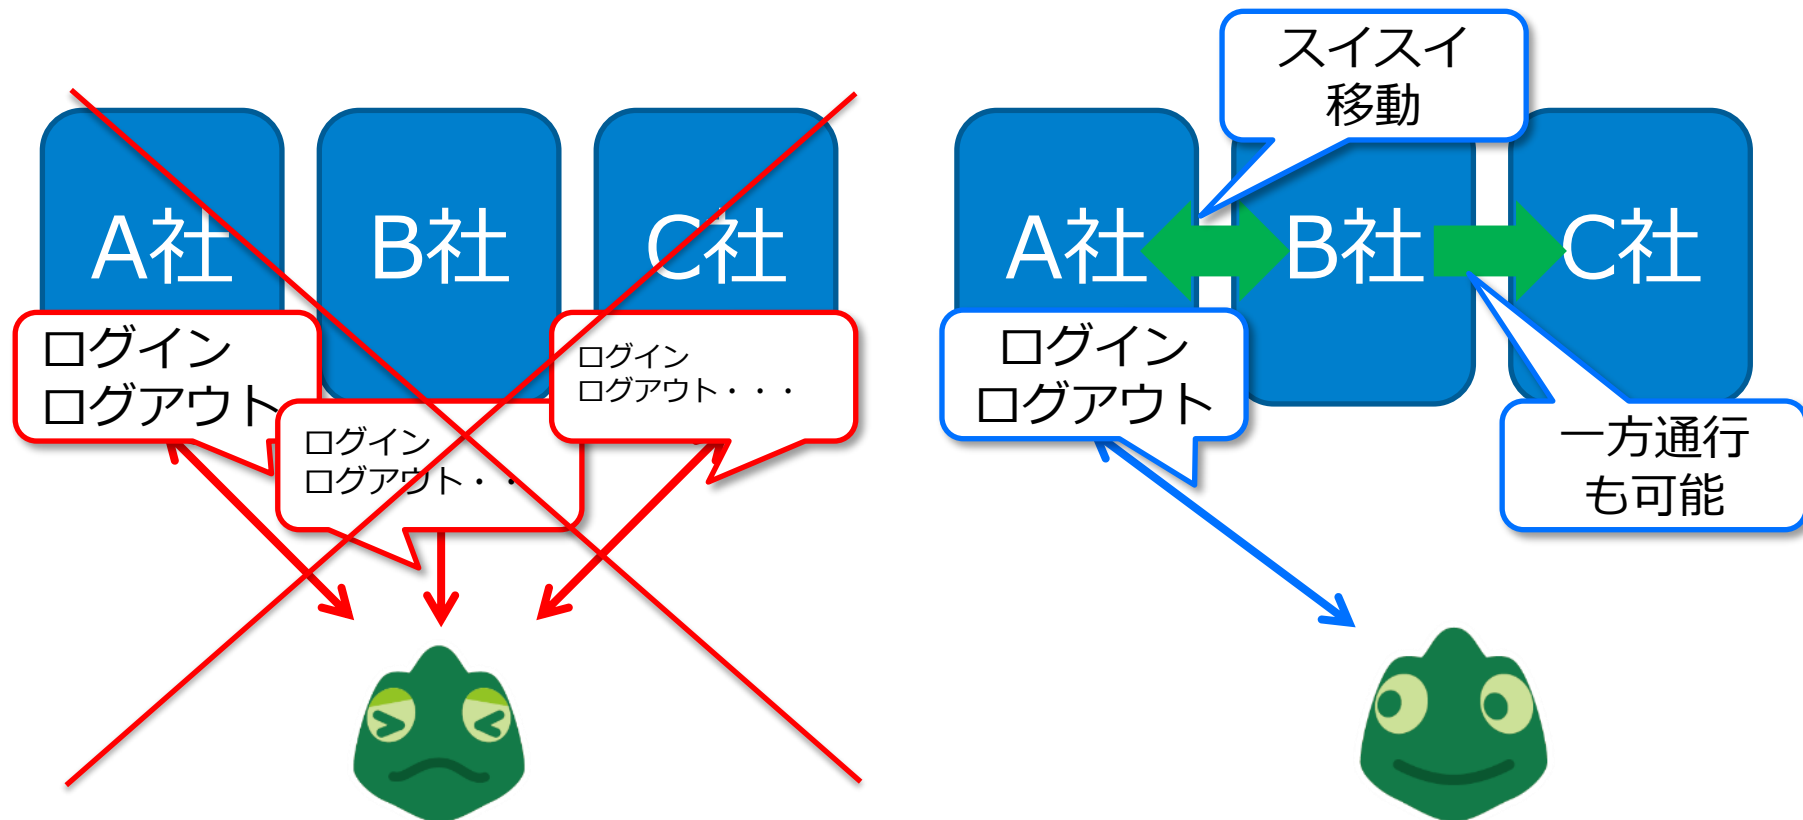 A社
B社
C社
ログイン
ログアウト
ログイン
ログアウト・・
ログイン
ログアウト・・・
スイスイ
移動
A社
B社
C社
ログイン
ログアウト
一方通行
も可能